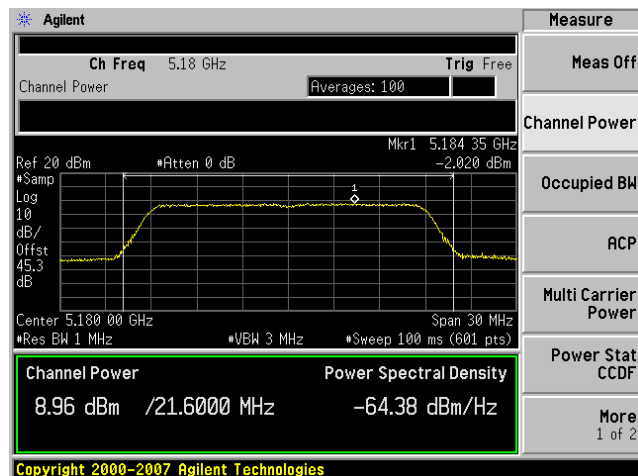 Agilent
Measure
Ch Freq 5.18 GHz Trig Free
Channel Power Averages: 100
Mkr1 5.184 35 GHz
Ref 20 dBm #Atten 0 dB -2.020 dBm
#Samp
Log
10
dB/
Offst
45.3
dB
1
Center 5.180 00 GHz Span 30 MHz
#Res BW 1 MHz #VBW 3 MHz #Sweep 100 ms (601 pts)
Channel Power Power Spectral Density
8.96 dBm /21.6000 MHz -64.38 dBm/Hz
Copyright 2000-2007 Agilent Technologies
Meas Off
Channel Power
Occupied BW
ACP
Multi Carrier
Power
Power Stat
CCDF
More
1 of 2